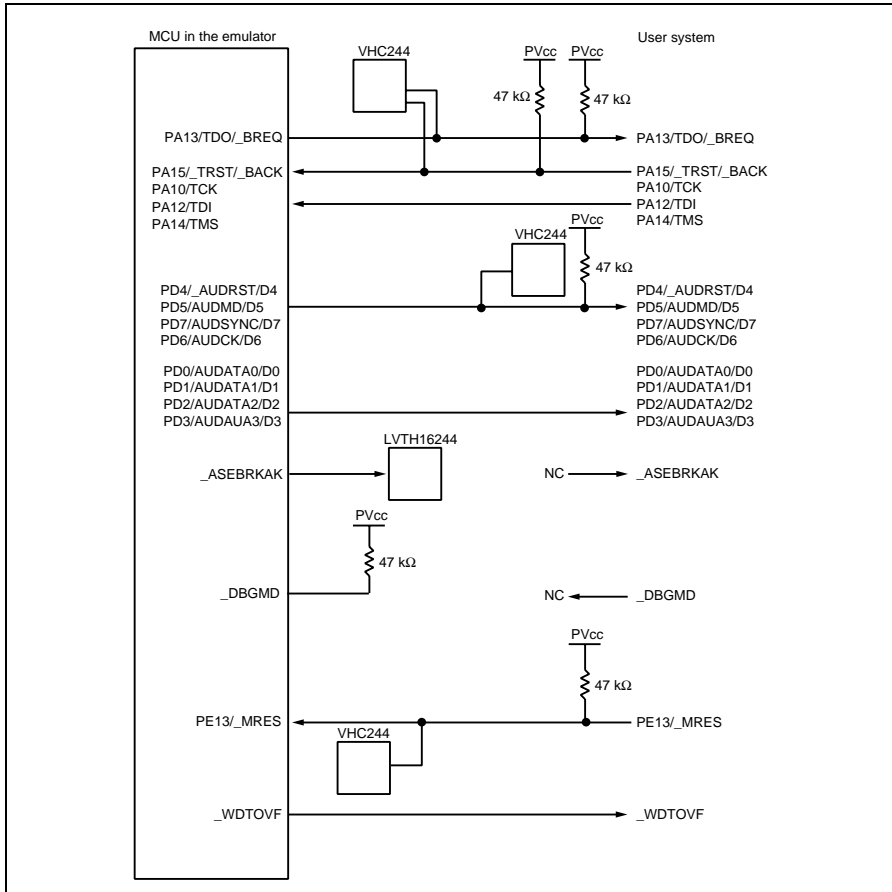 MCU in the emulator
User system
VHC244
PVcc
PVcc
47 kΩ
47 kΩ
PA13/TDO/_BREQ
PA13/TDO/_BREQ
PA15/_TRST/_BACK
PA15/_TRST/_BACK
PA10/TCK
PA10/TCK
PA12/TDI
PA12/TDI
PA14/TMS
PA14/TMS
PVcc
VHC244
47 kΩ
PD4/_AUDRST/D4
PD4/_AUDRST/D4
PD5/AUDMD/D5
PD5/AUDMD/D5
PD7/AUDSYNC/D7
PD7/AUDSYNC/D7
PD6/AUDCK/D6
PD6/AUDCK/D6
PD0/AUDATA0/D0
PD0/AUDATA0/D0
PD1/AUDATA1/D1
PD1/AUDATA1/D1
PD2/AUDATA2/D2
PD2/AUDATA2/D2
PD3/AUDAUA3/D3
PD3/AUDAUA3/D3
LVTH16244
_ASEBRKAK
NC
_ASEBRKAK
PVcc
47 kΩ
_DBGMD
NC
_DBGMD
PVcc
47 kΩ
PE13/_MRES
PE13/_MRES
VHC244
_WDTOVF
_WDTOVF